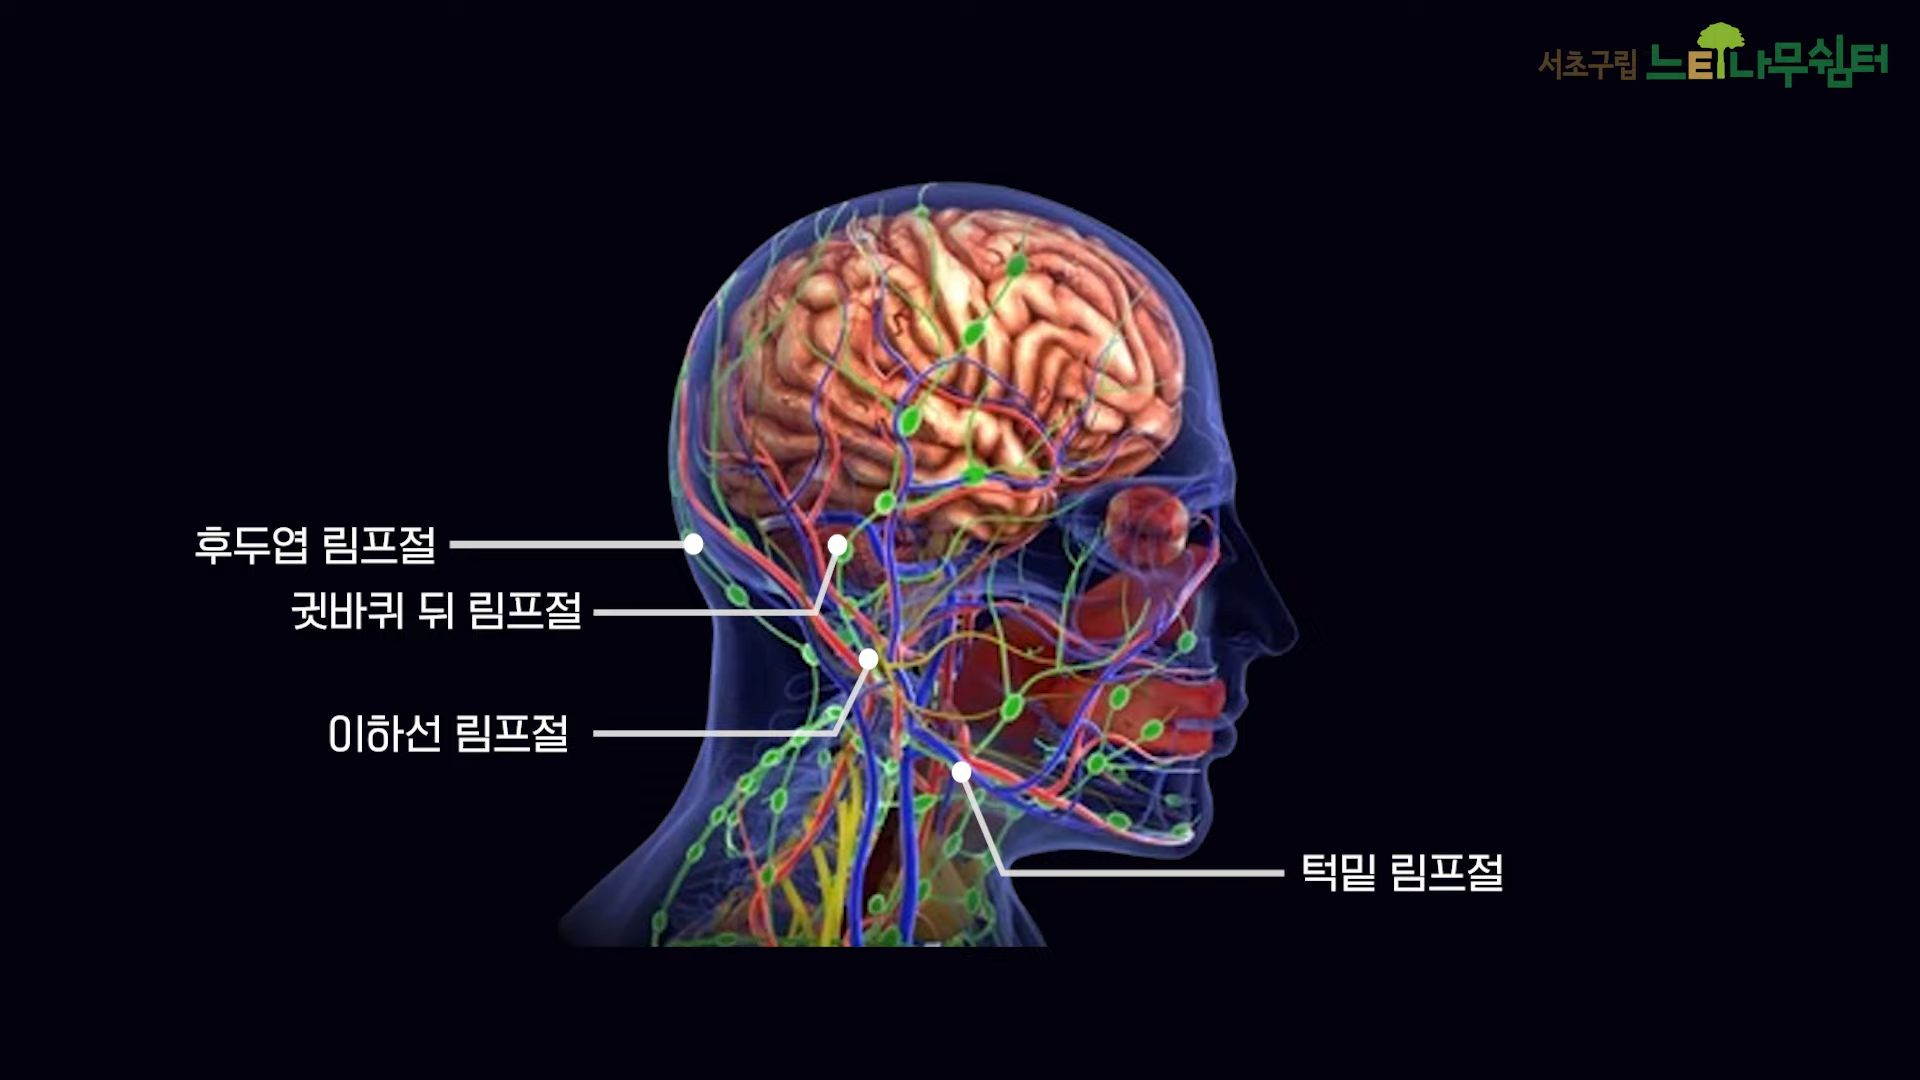 서초구립 느티나무쉼터
후두엽 림프절
귓바퀴 뒤 림프절
이하선 림프절
턱밑 림프절